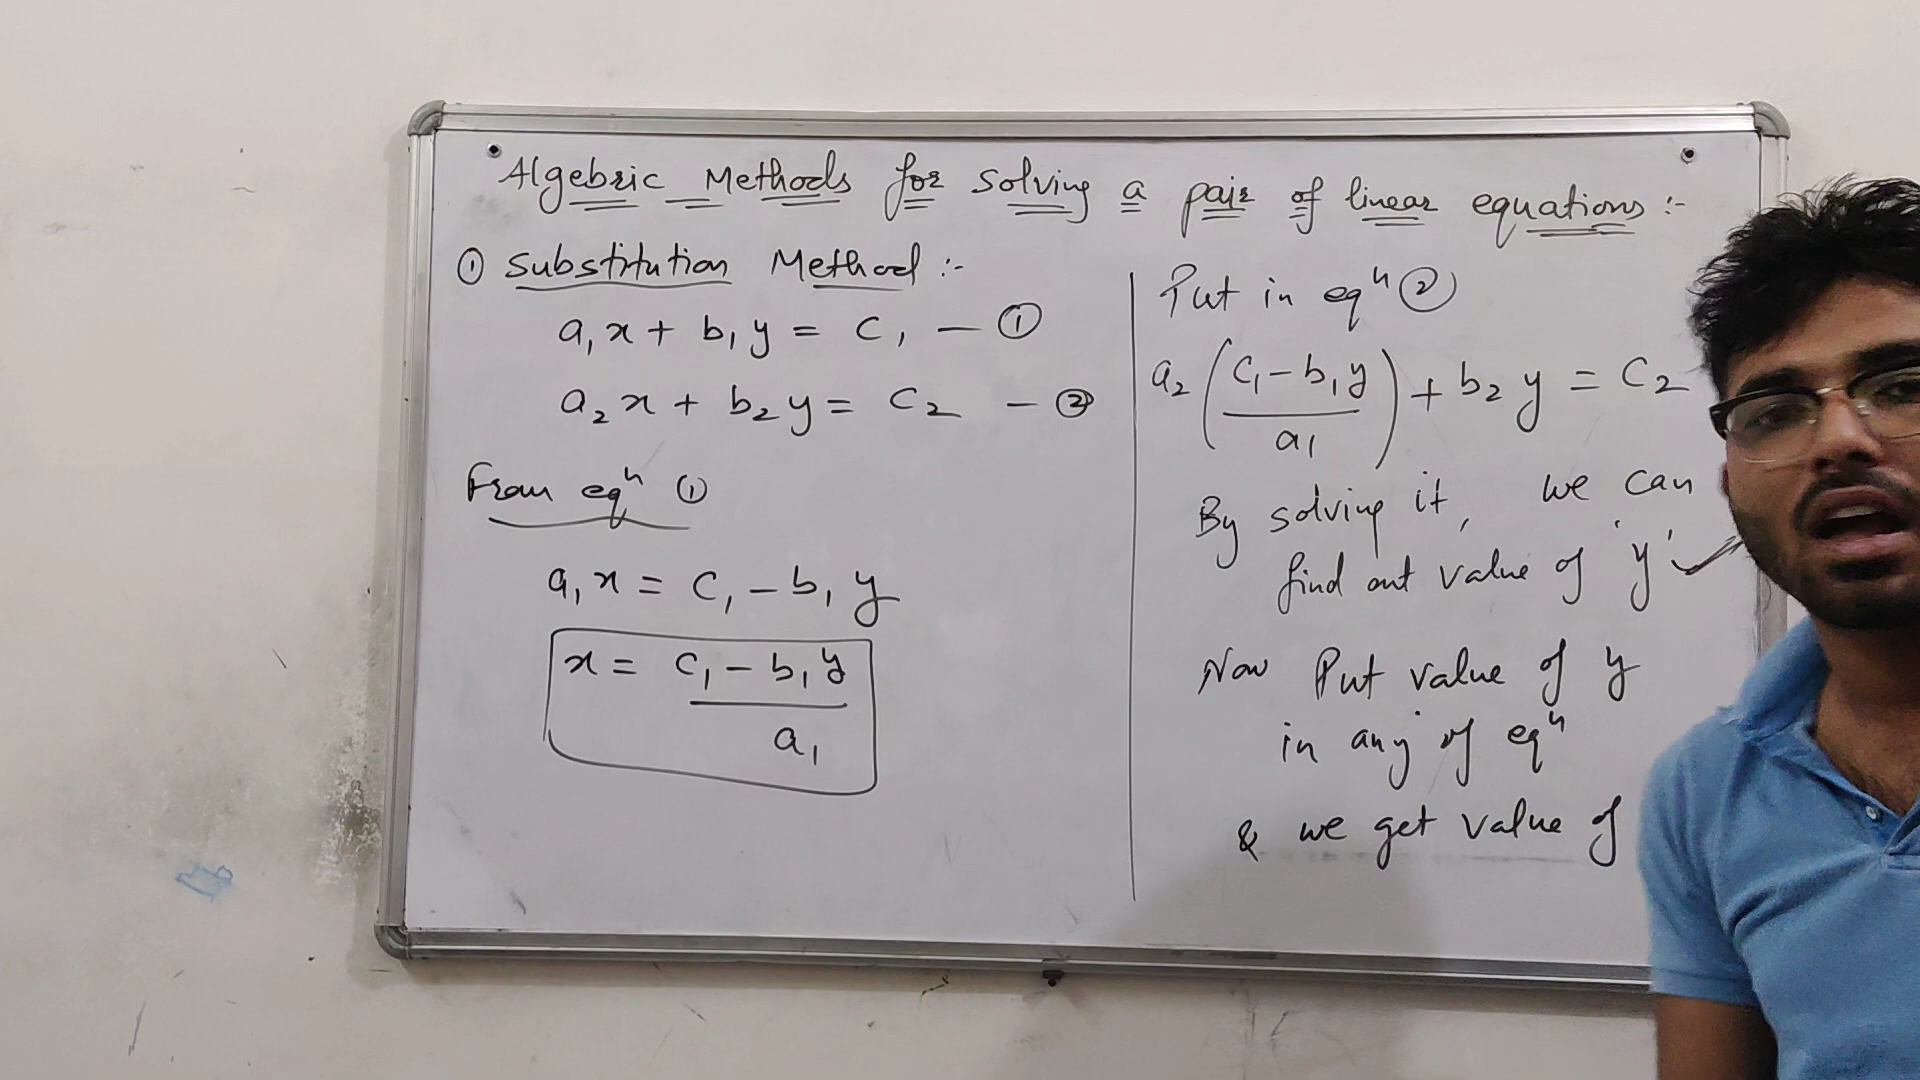 Algebric Methods for solving a pair of linear equations :-
① Substitution Method :-
a₁x + b₁y = c₁ — ①
a₂x + b₂y = c₂ — ②
From eqⁿ ①
a₁x = c₁ - b₁y
x = c₁ - b₁y
a₁
Put in eqⁿ ②
a₂(c₁ - b₁y / a₁) + b₂y = c₂
By solving it, we can
find out value of 'y' ✓
Now Put value of y
in any of eqⁿ
& we get value of